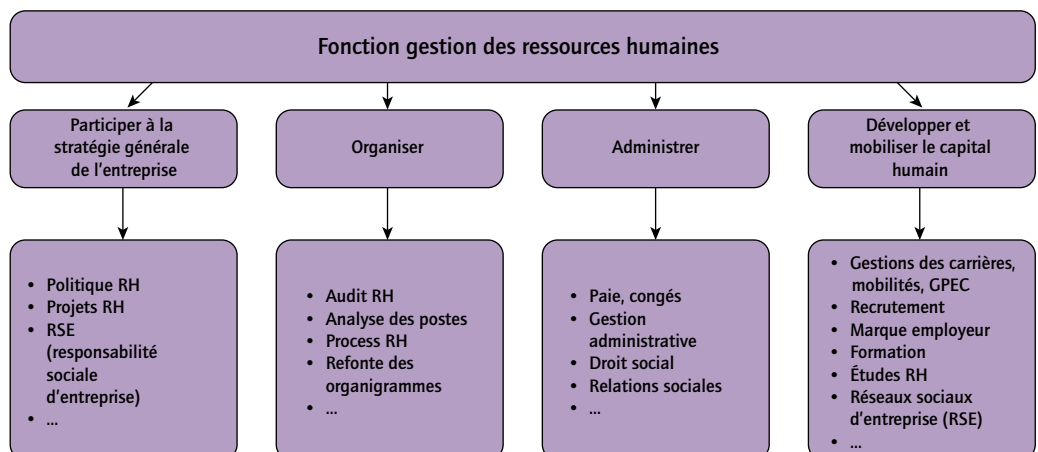 Fonction gestion des ressources humaines
Participer à la
stratégie générale
de l'entreprise
Organiser
Administrer
Développer et
mobiliser le capital
humain
• Politique RH
• Projets RH
• RSE
(responsabilité
sociale
d'entreprise)
• ...
• Audit RH
• Analyse des postes
• Process RH
• Refonte des
organigrammes
• ...
• Paie, congés
• Gestion
administrative
• Droit social
• Relations sociales
• ...
• Gestions des carrières,
mobilités, GPEC
• Recrutement
• Marque employeur
• Formation
• Études RH
• Réseaux sociaux
d'entreprise (RSE)
• ...